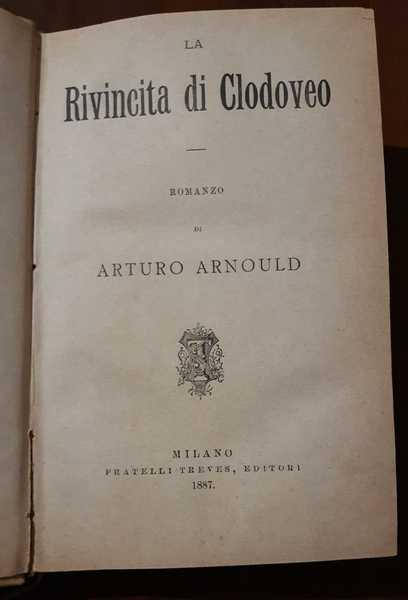 LA
Rivincita di Clodoveo
ROMANZO
DI
ARTURO ARNOULD
MILANO
FRATELLI TREVES, EDITORI
1887.